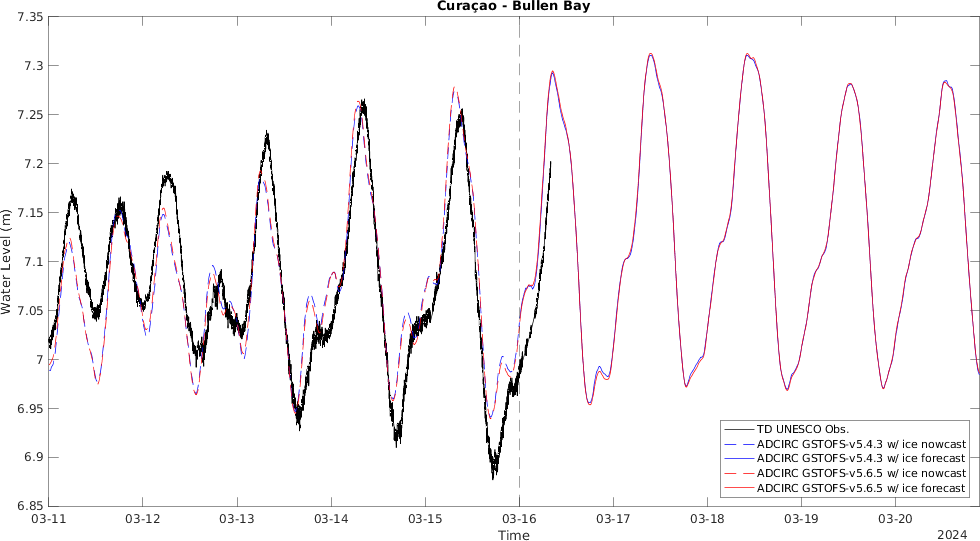 Curaçao - Bullen Bay
7.35
7.3
7.25
7.2
7.15
7.1
7.05
7
6.95
6.9
6.85
Water Level (m)
TD UNESCO Obs.
ADCIRC GSTOFS-v5.4.3 w/ ice nowcast
ADCIRC GSTOFS-v5.4.3 w/ ice forecast
ADCIRC GSTOFS-v5.6.5 w/ ice nowcast
ADCIRC GSTOFS-v5.6.5 w/ ice forecast
03-11 03-12 03-13 03-14 03-15 03-16 03-17 03-18 03-19 03-20
Time
2024